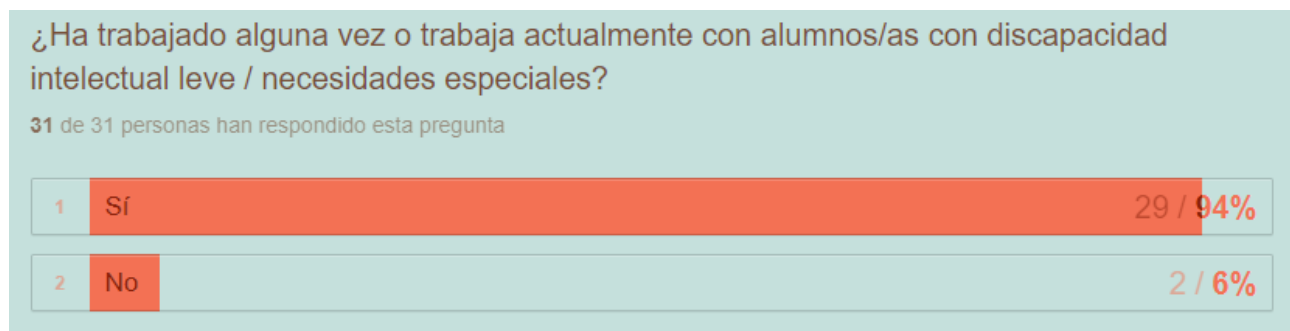 ¿Ha trabajado alguna vez o trabaja actualmente con alumnos/as con discapacidad
intelectual leve / necesidades especiales?
31 de 31 personas han respondido esta pregunta
1 Sí 29 / 94%
2 No 2 / 6%